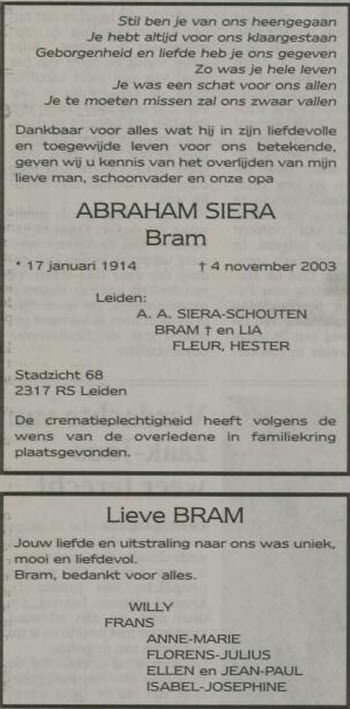 Stil ben je van ons heengegaan
Je hebt altijd voor ons klaargestaan
Geborgenheid en liefde heb je ons gegeven
Zo was je hele leven
Je was een schat voor ons allen
Je te moeten missen zal ons zwaar vallen
Dankbaar voor alles wat hij in zijn liefdevolle
en toegewijde leven voor ons betekende,
geven wij u kennis van het overlijden van mijn
lieve man, schoonvader en onze opa
ABRAHAM SIERA
Bram
* 17 januari 1914 † 4 november 2003
Leiden:
A. A. SIERA-SCHOUTEN
BRAM † en LIA
FLEUR, HESTER
Stadzicht 68
2317 RS Leiden
De crematieplechtigheid heeft volgens de
wens van de overledene in familiekring
plaatsgevonden.
Lieve BRAM
Jouw liefde en uitstraling naar ons was uniek,
mooi en liefdevol.
Bram, bedankt voor alles.
WILLY
FRANS
ANNE-MARIE
FLORENS-JULIUS
ELLEN en JEAN-PAUL
ISABEL-JOSEPHINE